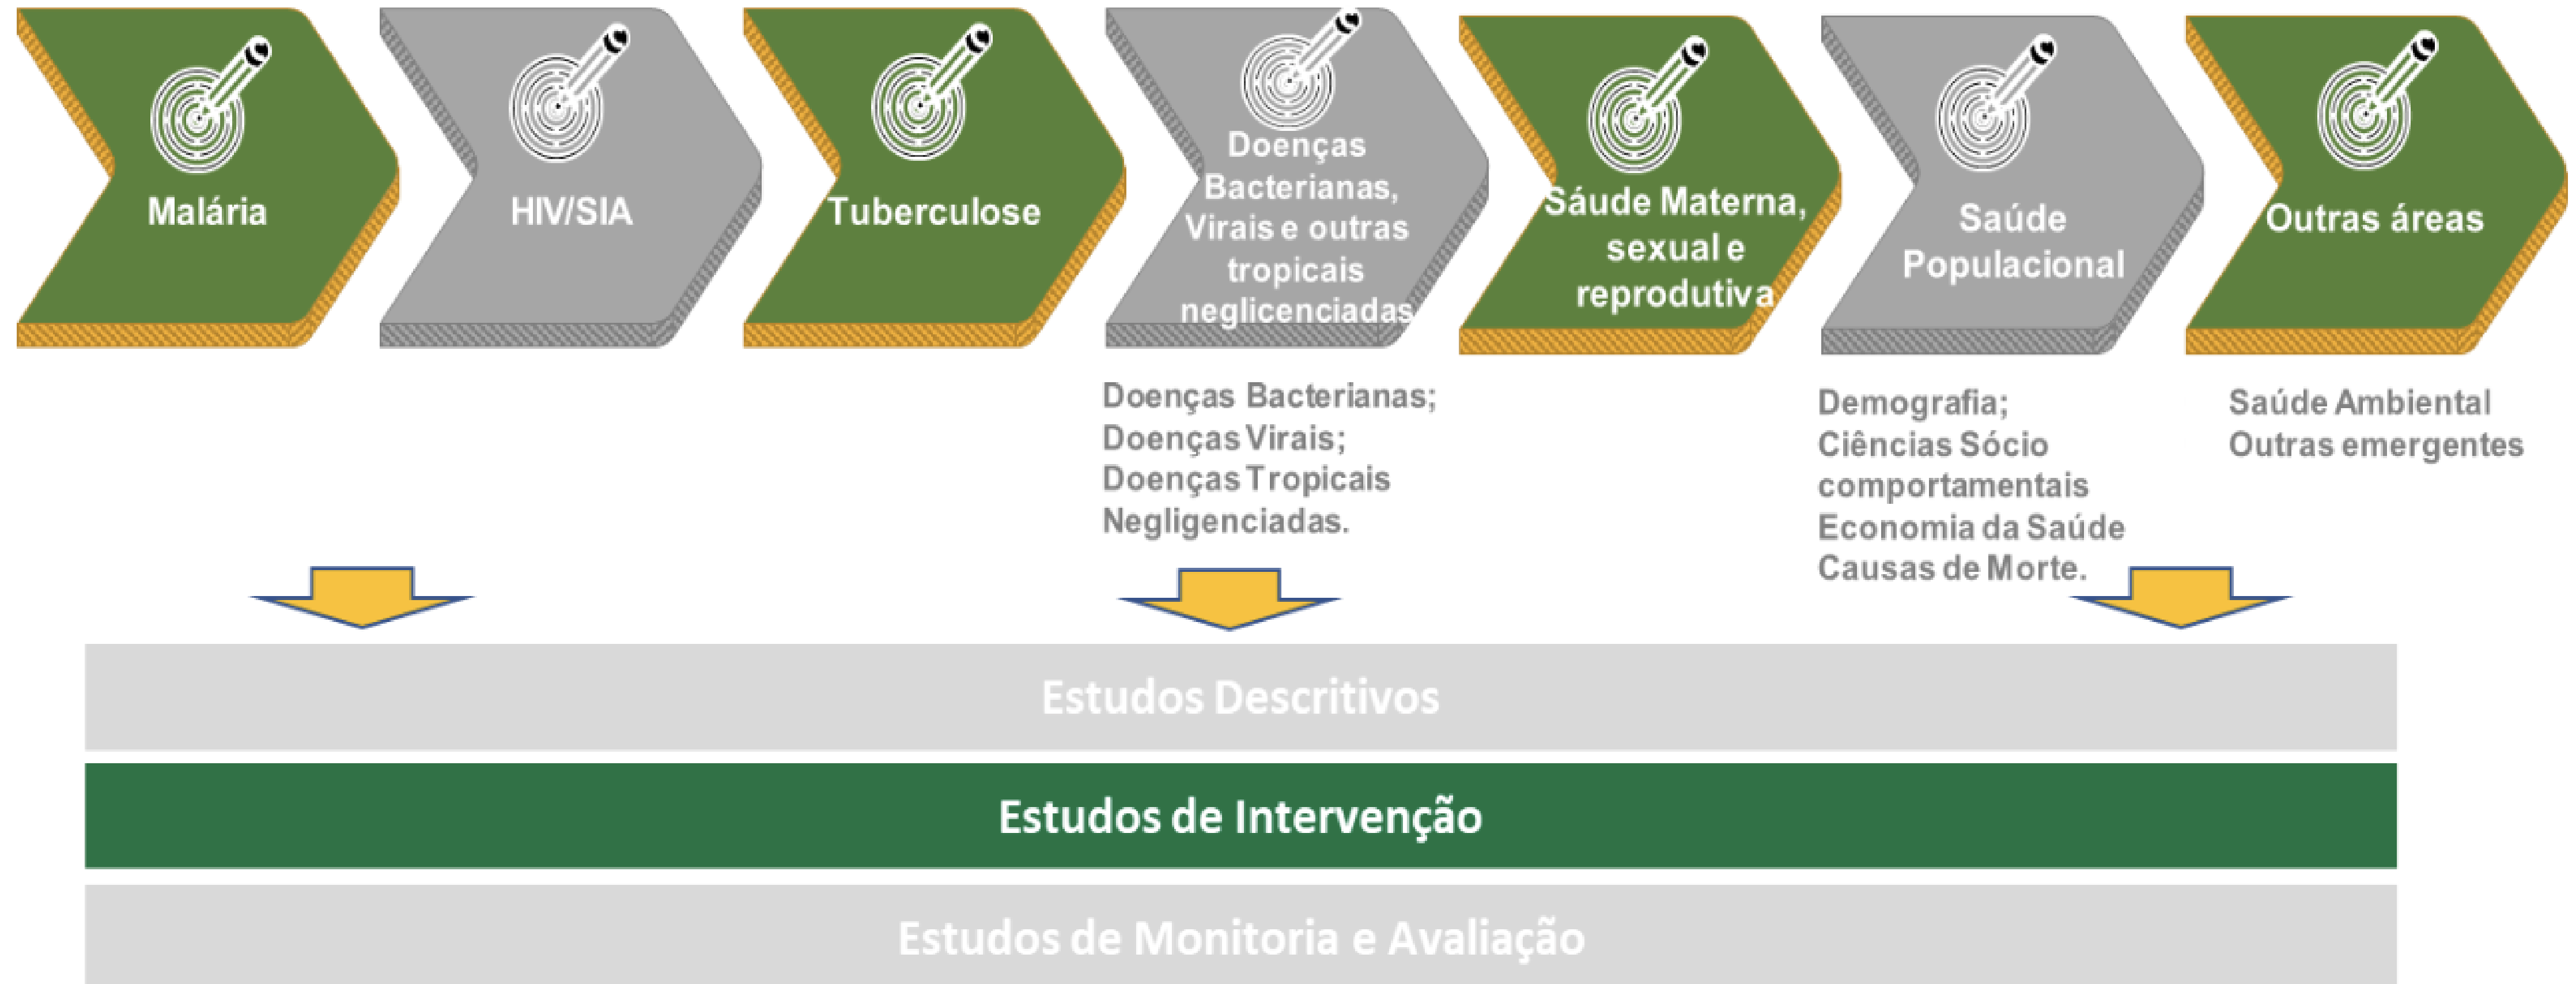 Malária
HIV/SIA
Tuberculose
Doenças
Bacterianas,
Virais e outras
tropicais
neglicenciadas
Sáude Materna,
sexual e
reprodutiva
Saúde
Populacional
Outras áreas
Doenças Bacterianas;
Doenças Virais;
Doenças Tropicais
Negligenciadas.
Demografia;
Ciências Sócio
comportamentais
Economia da Saúde
Causas de Morte.
Saúde Ambiental
Outras emergentes
Estudos Descritivos
Estudos de Intervenção
Estudos de Monitoria e Avaliação